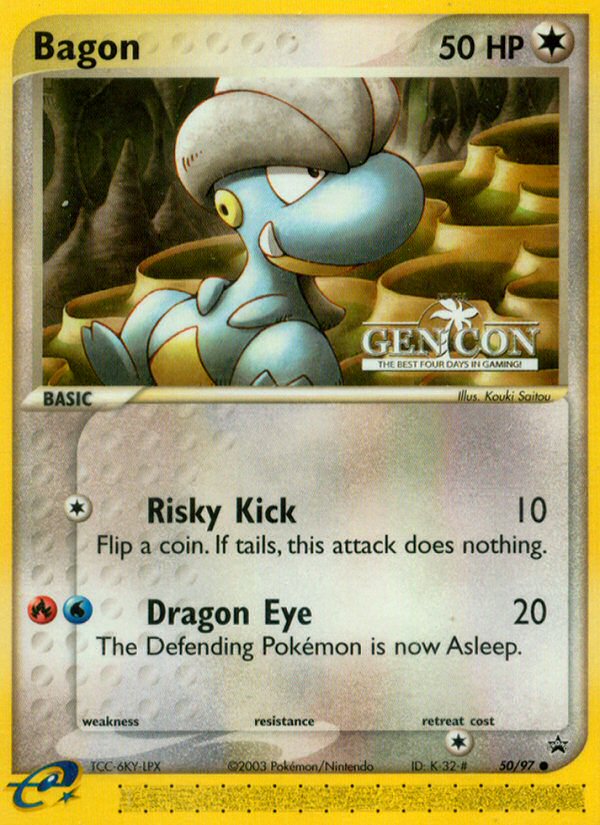 Bagon
50 HP
GEN CON
THE BEST FOUR DAYS IN GAMING!
BASIC
Illus. Kouki Saitou
Risky Kick 10
Flip a coin. If tails, this attack does nothing.
Dragon Eye 20
The Defending Pokémon is now Asleep.
weakness resistance retreat cost
TCC-6KY-LPX ©2003 Pokémon/Nintendo ID: K-32-# 50/97
e